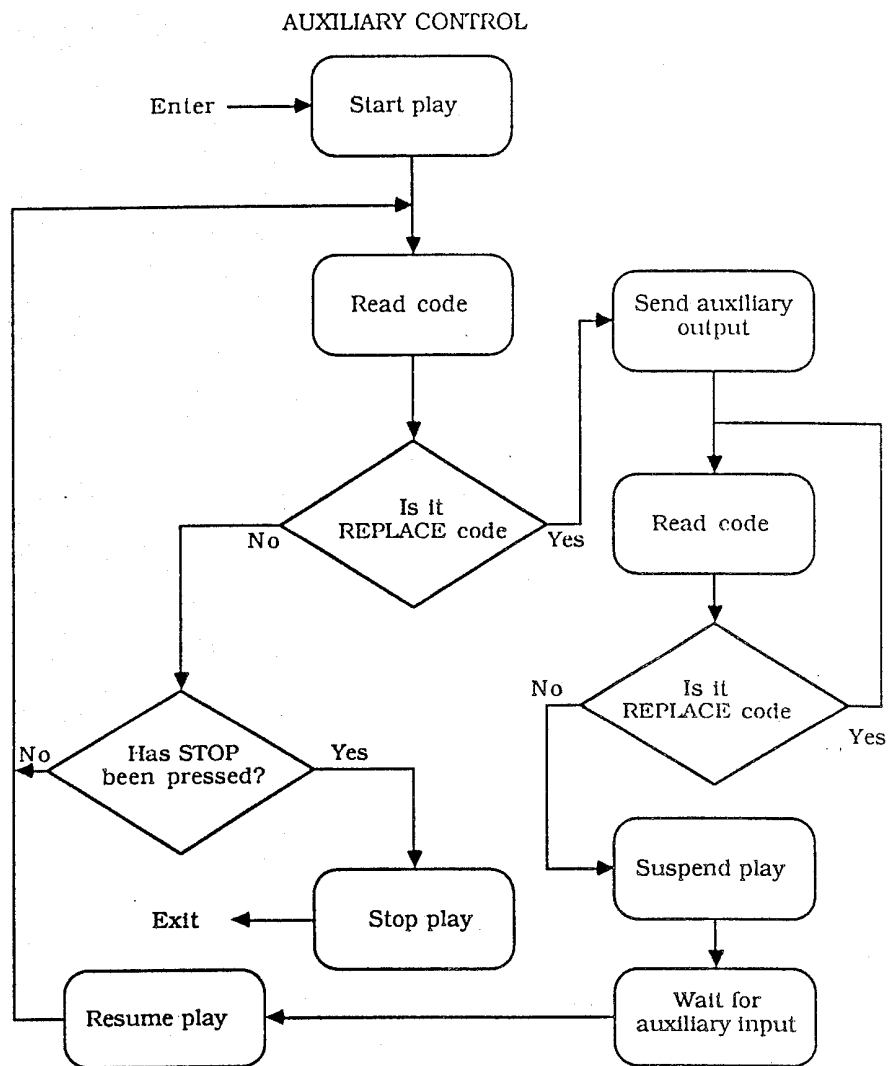 AUXILIARY CONTROL
Enter
Start play
Read code
Send auxiliary
output
Is it
REPLACE code
No
Yes
Read code
Is it
REPLACE code
No
Yes
Has STOP
been pressed?
No
Yes
Suspend play
Exit
Stop play
Wait for
auxiliary input
Resume play